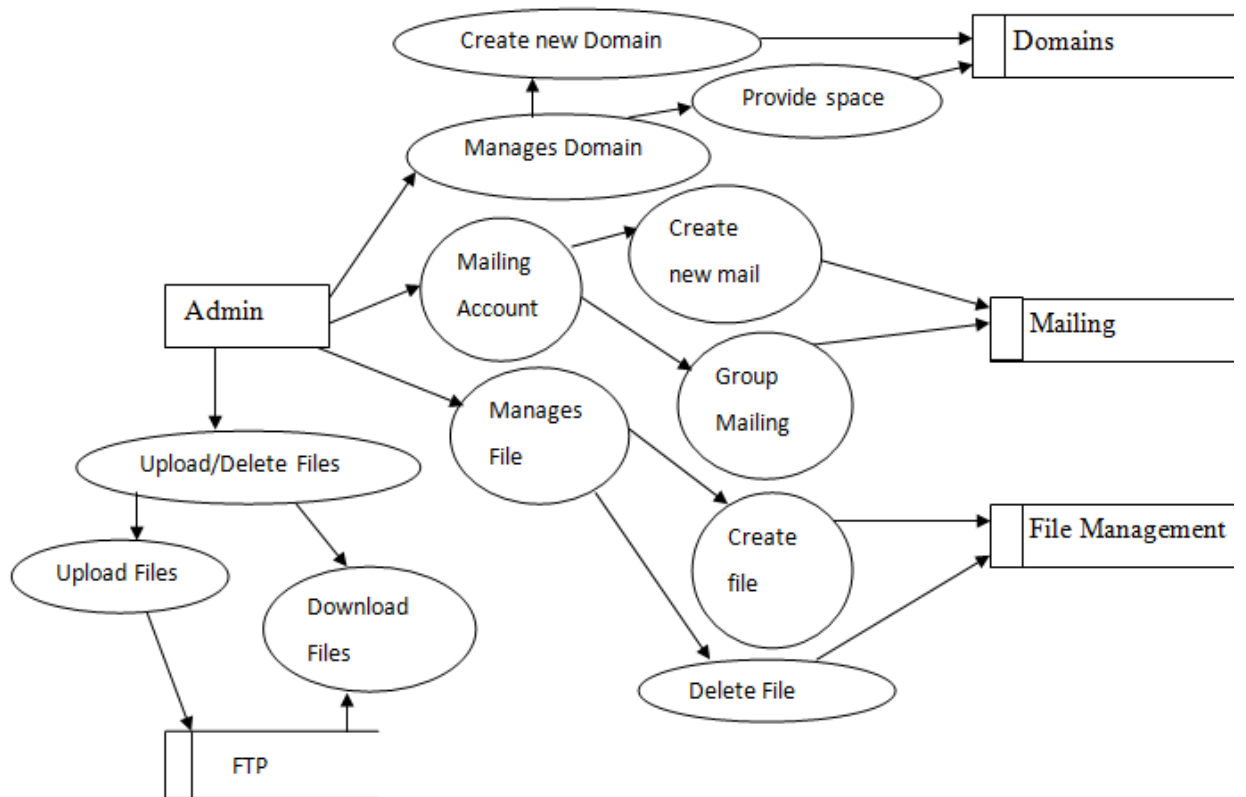 Create new Domain
Domains
Provide space
Manages Domain
Create
new mail
Mailing
Account
Admin
Mailing
Group
Mailing
Manages
File
Upload/Delete Files
File Management
Create
file
Upload Files
Download
Files
Delete File
FTP